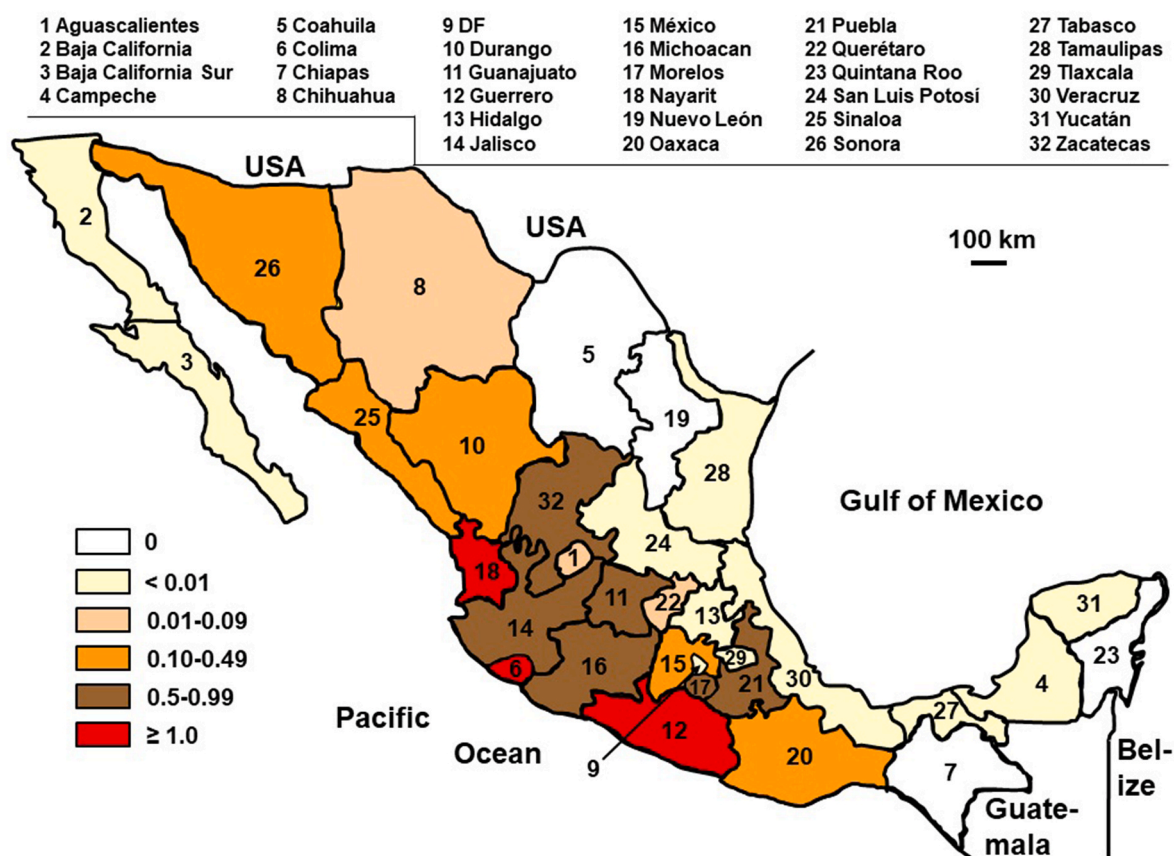 1 Aguascalientes
2 Baja California
3 Baja California Sur
4 Campeche
5 Coahuila
6 Colima
7 Chiapas
8 Chihuahua
9 DF
10 Durango
11 Guanajuato
12 Guerrero
13 Hidalgo
14 Jalisco
15 México
16 Michoacan
17 Morelos
18 Nayarit
19 Nuevo León
20 Oaxaca
21 Puebla
22 Querétaro
23 Quintana Roo
24 San Luis Potosí
25 Sinaloa
26 Sonora
27 Tabasco
28 Tamaulipas
29 Tlaxcala
30 Veracruz
31 Yucatán
32 Zacatecas
USA
USA
100 km
2
26
8
3
5
25
19
10
28
32
Gulf of Mexico
24
1
18
11
22
13
31
14
15
29
23
6
16
17
21
30
4
27
12
20
7
9
0
< 0.01
0.01-0.09
0.10-0.49
0.5-0.99
≥ 1.0
Pacific
Ocean
Bel-
ize
Guate-
mala